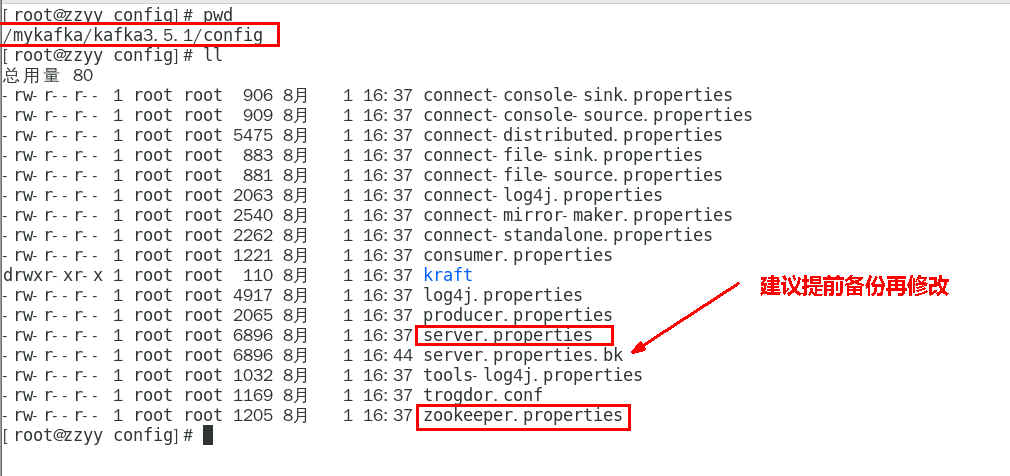 [root@zzyy config]# pwd
/mykafka/kafka3.5.1/config
[root@zzyy config]# ll
总用量 80
-rw-r--r-- 1 root root  906 8月   1 16:37 connect-console-sink.properties
-rw-r--r-- 1 root root  909 8月   1 16:37 connect-console-source.properties
-rw-r--r-- 1 root root 5475 8月   1 16:37 connect-distributed.properties
-rw-r--r-- 1 root root  883 8月   1 16:37 connect-file-sink.properties
-rw-r--r-- 1 root root  881 8月   1 16:37 connect-file-source.properties
-rw-r--r-- 1 root root 2063 8月   1 16:37 connect-log4j.properties
-rw-r--r-- 1 root root 2540 8月   1 16:37 connect-mirror-maker.properties
-rw-r--r-- 1 root root 2262 8月   1 16:37 connect-standalone.properties
-rw-r--r-- 1 root root 1221 8月   1 16:37 consumer.properties
drwxr-xr-x 1 root root  110 8月   1 16:37 kraft
-rw-r--r-- 1 root root 4917 8月   1 16:37 log4j.properties
建议提前备份再修改
-rw-r--r-- 1 root root 2065 8月   1 16:37 producer.properties
-rw-r--r-- 1 root root 6896 8月   1 16:37 server.properties
-rw-r--r-- 1 root root 6896 8月   1 16:44 server.properties.bk
-rw-r--r-- 1 root root 1032 8月   1 16:37 tools-log4j.properties
-rw-r--r-- 1 root root 1169 8月   1 16:37 trogdor.conf
-rw-r--r-- 1 root root 1205 8月   1 16:37 zookeeper.properties
[root@zzyy config]#